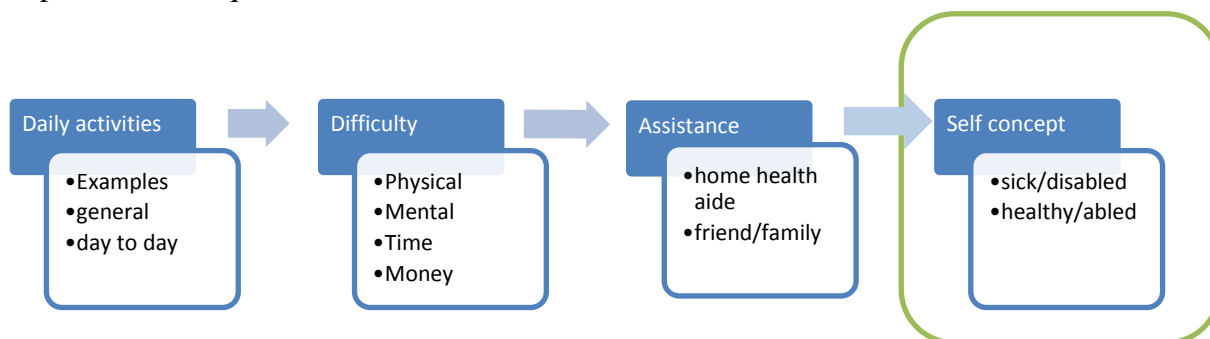 Daily activities
•Examples
•general
•day to day
Difficulty
•Physical
•Mental
•Time
•Money
Assistance
•home health
aide
•friend/family
Self concept
•sick/disabled
•healthy/abled